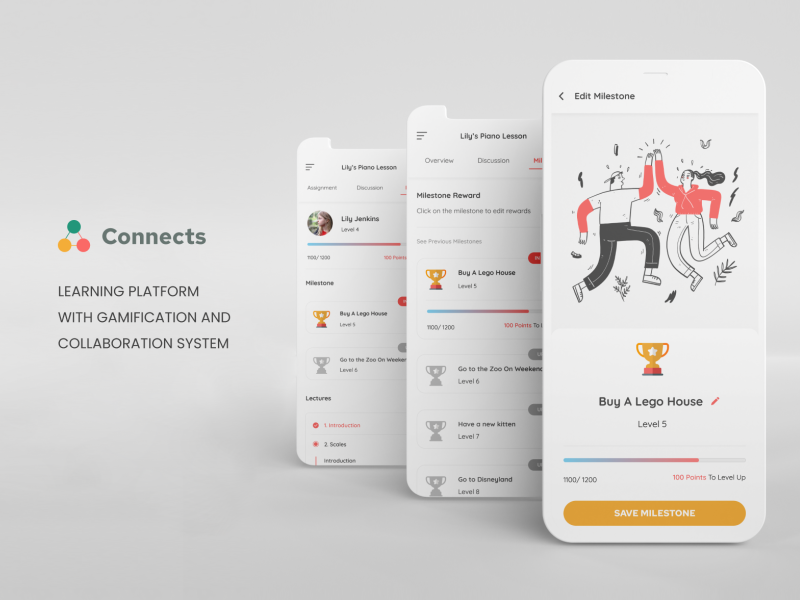 Connects
LEARNING PLATFORM
WITH GAMIFICATION AND
COLLABORATION SYSTEM
Lily's Piano Lesson
Assignment Discussion
Lily Jenkins
Level 4
1100/ 1200 100 Points
Milestone
Buy A Lego House
Level 5
Go to the Zoo On Weeken
Level 6
Lectures
1. Introduction
2. Scales
Introduction
Lily's Piano Lesson
Overview Discussion Mil
Milestone Reward
Click on the milestone to edit rewards
See Previous Milestones
Buy A Lego House
Level 5
1100/ 1200 100 Points To L
Go to the Zoo On Weekend
Level 6
Have a new kitten
Level 7
Go to Disneyland
Level 8
Edit Milestone
Buy A Lego House
Level 5
1100/ 1200 100 Points To Level Up
SAVE MILESTONE